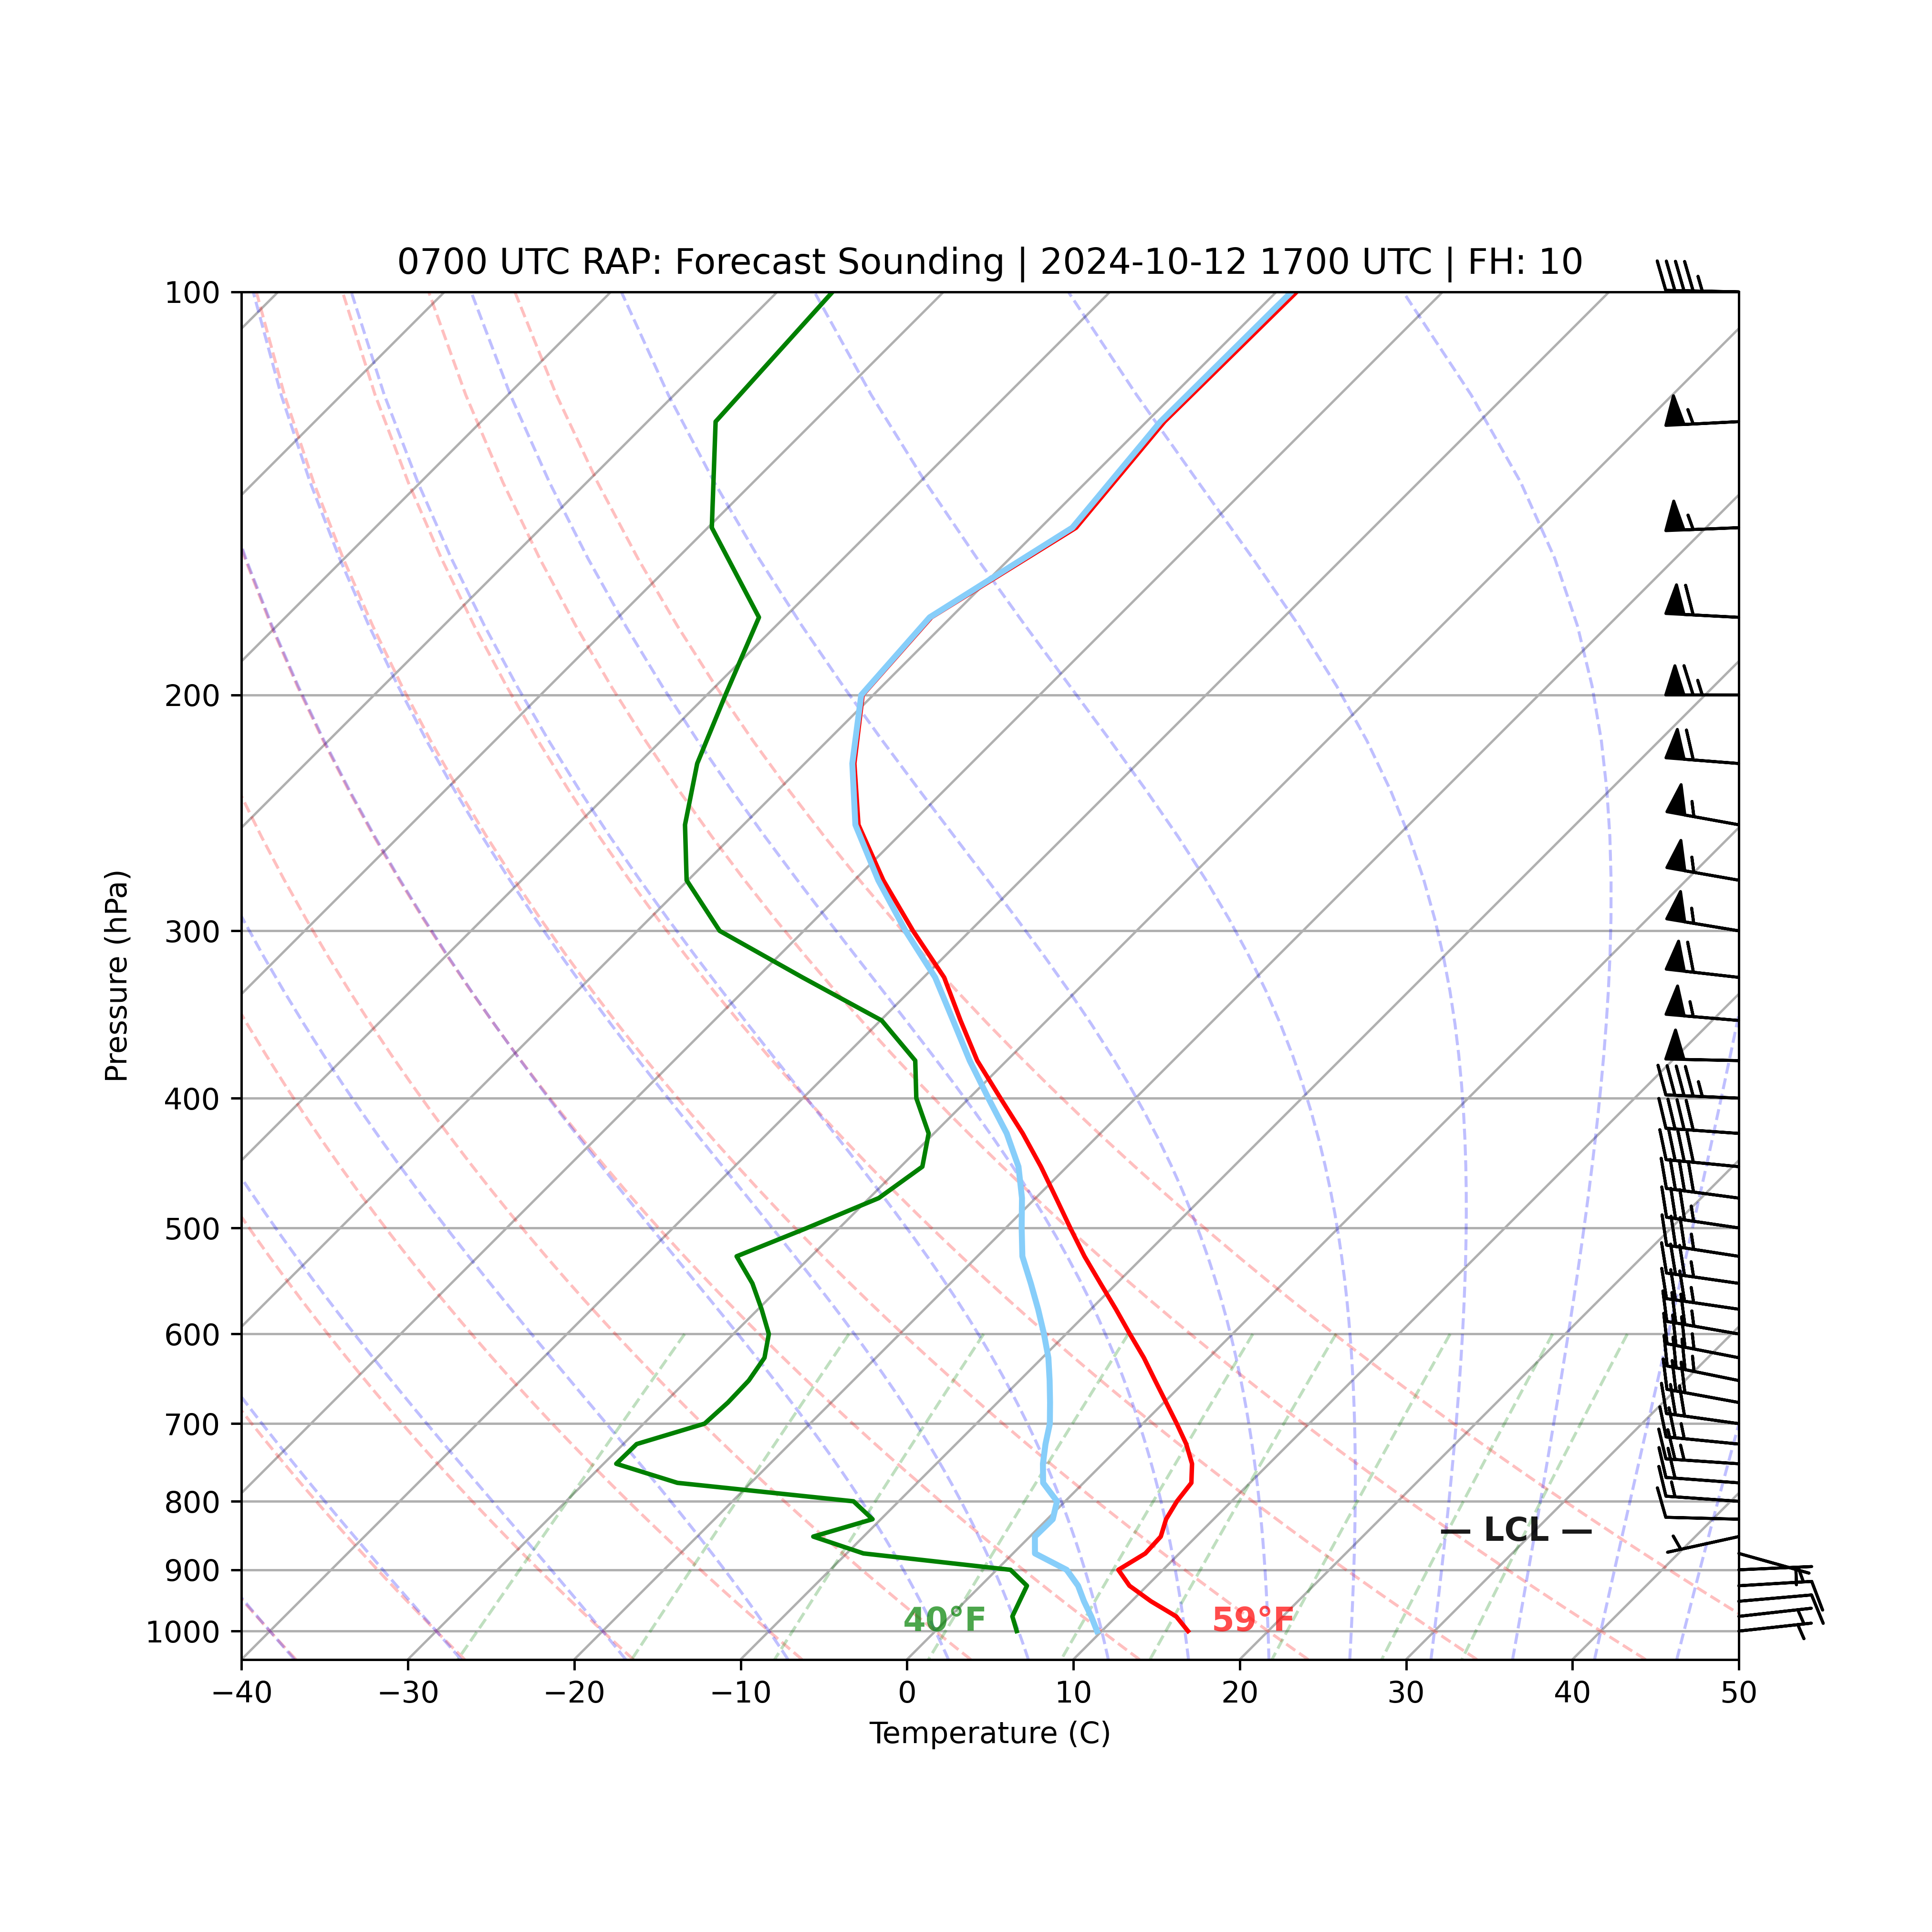 0700 UTC RAP: Forecast Sounding | 2024-10-12 1700 UTC | FH: 10
100
200
300
400
500
600
700
800
900
1000
Pressure (hPa)
— LCL —
40°F
59°F
−40 −30 −20 −10 0 10 20 30 40 50
Temperature (C)